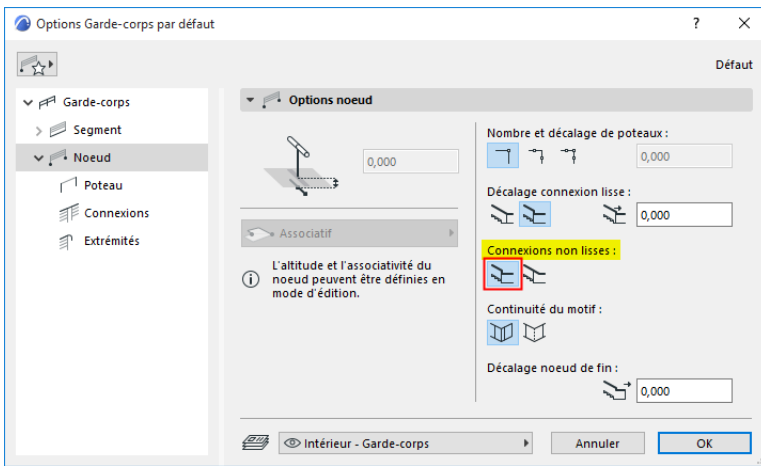 Options Garde-corps par défaut
?
Défaut
Garde-corps
Segment
Noeud
Poteau
Connexions
Extrémités
Options noeud
0,000
Associatif
L'altitude et l'associativité du
noeud peuvent être définies en
mode d'édition.
Nombre et décalage de poteaux :
0,000
Décalage connexion lisse :
0,000
Connexions non lisses :
Continuité du motif :
Décalage noeud de fin :
0,000
Intérieur - Garde-corps
Annuler
OK